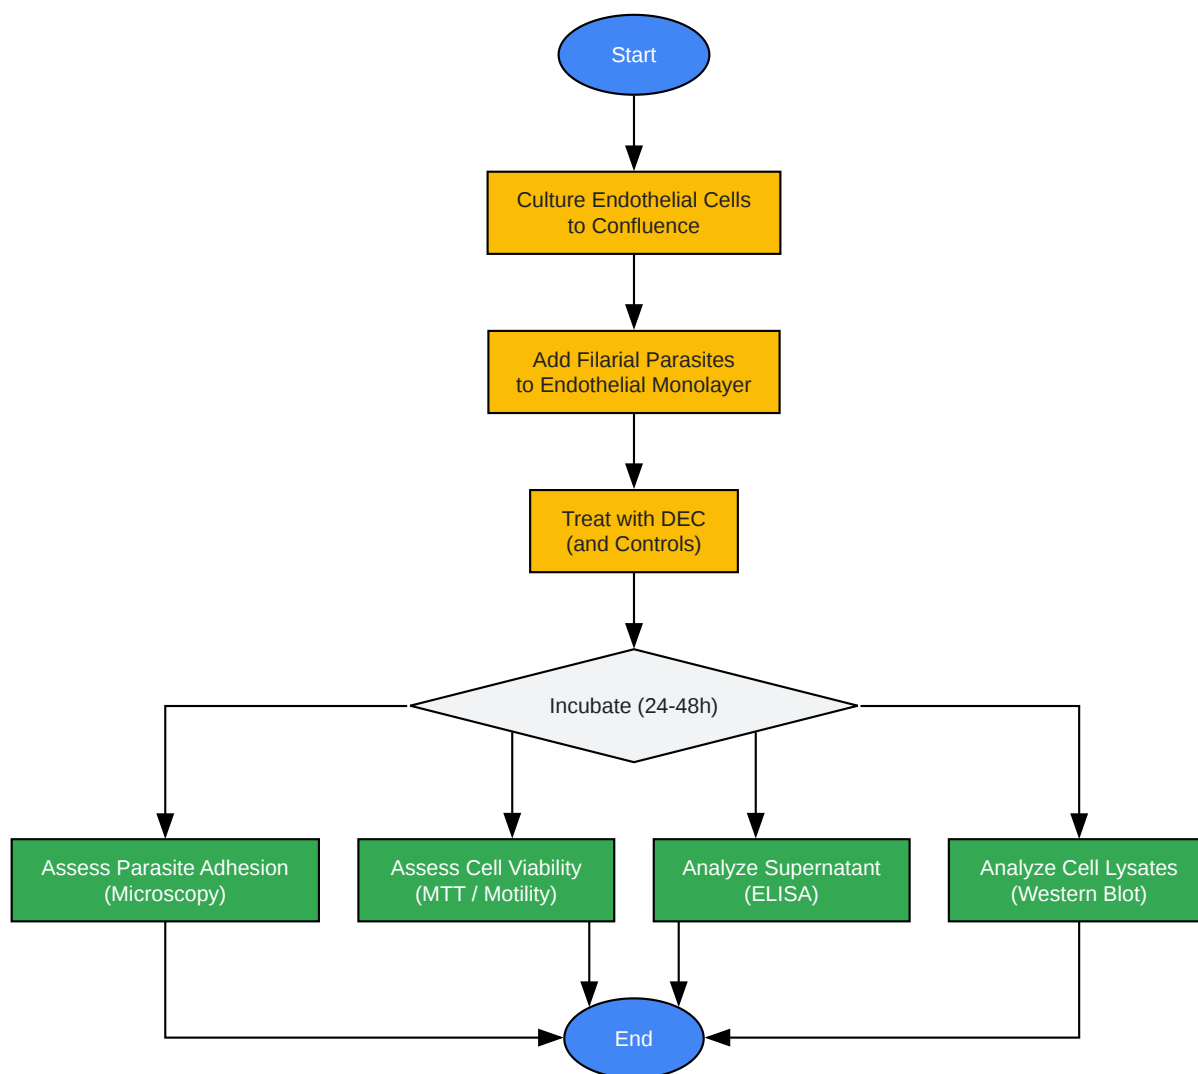 Start
Culture Endothelial Cells
to Confluence
Add Filarial Parasites
to Endothelial Monolayer
Treat with DEC
(and Controls)
Incubate (24-48h)
Assess Parasite Adhesion
(Microscopy)
Assess Cell Viability
(MTT / Motility)
Analyze Supernatant
(ELISA)
Analyze Cell Lysates
(Western Blot)
End